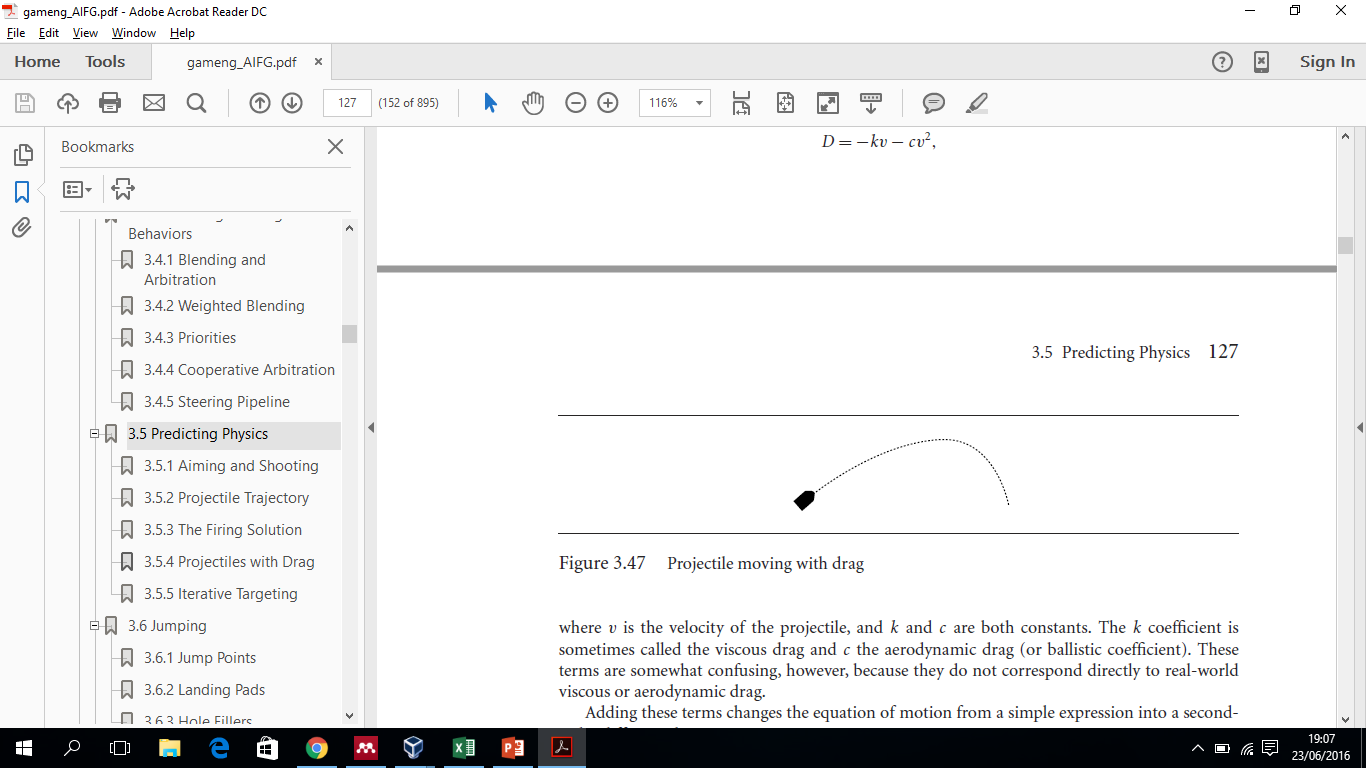 gameng_AIFG.pdf - Adobe Acrobat Reader DC
File Edit View Window Help
Home Tools gameng_AIFG.pdf × Sign In
127 (152 of 895) 116%
Bookmarks
Behaviors
3.4.1 Blending and
Arbitration
3.4.2 Weighted Blending
3.4.3 Priorities
3.4.4 Cooperative Arbitration
3.4.5 Steering Pipeline
3.5 Predicting Physics
3.5.1 Aiming and Shooting
3.5.2 Projectile Trajectory
3.5.3 The Firing Solution
3.5.4 Projectiles with Drag
3.5.5 Iterative Targeting
3.6 Jumping
3.6.1 Jump Points
3.6.2 Landing Pads
3.6.3 Hole Fillers
D = −kv − cv²,
3.5 Predicting Physics 127
Figure 3.47 Projectile moving with drag
where v is the velocity of the projectile, and k and c are both constants. The k coefficient is
sometimes called the viscous drag and c the aerodynamic drag (or ballistic coefficient). These
terms are somewhat confusing, however, because they do not correspond directly to real-world
viscous or aerodynamic drag.
Adding these terms changes the equation of motion from a simple expression into a second-
19:07
23/06/2016